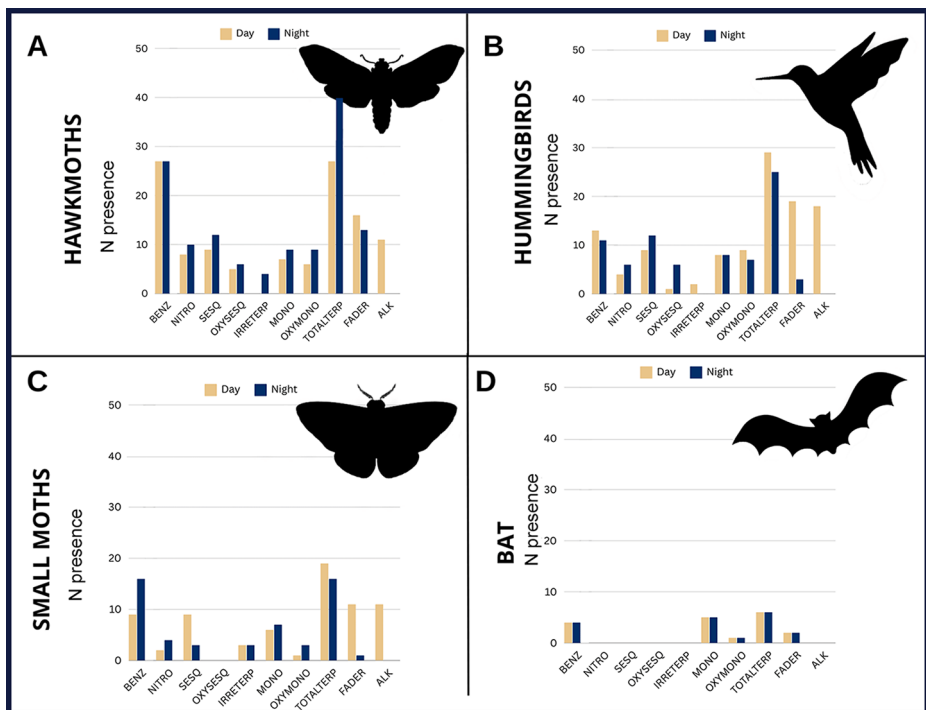 A
Day Night
HAWKMOTHS
N presence
50
40
30
20
10
0
BENZ
NITRO
SESQ
OXYSESQ
IRRETERP
MONO
OXYMONO
TOTALTERP
FADER
ALK
B
Day Night
HUMMINGBIRDS
N presence
50
40
30
20
10
0
BENZ
NITRO
SESQ
OXYSESQ
IRRETERP
MONO
OXYMONO
TOTALTERP
FADER
ALK
C
Day Night
SMALL MOTHS
N presence
50
40
30
20
10
0
BENZ
NITRO
SESQ
OXYSESQ
IRRETERP
MONO
OXYMONO
TOTALTERP
FADER
ALK
D
Day Night
BAT
N presence
50
40
30
20
10
0
BENZ
NITRO
SESQ
OXYSESQ
IRRETERP
MONO
OXYMONO
TOTALTERP
FADER
ALK